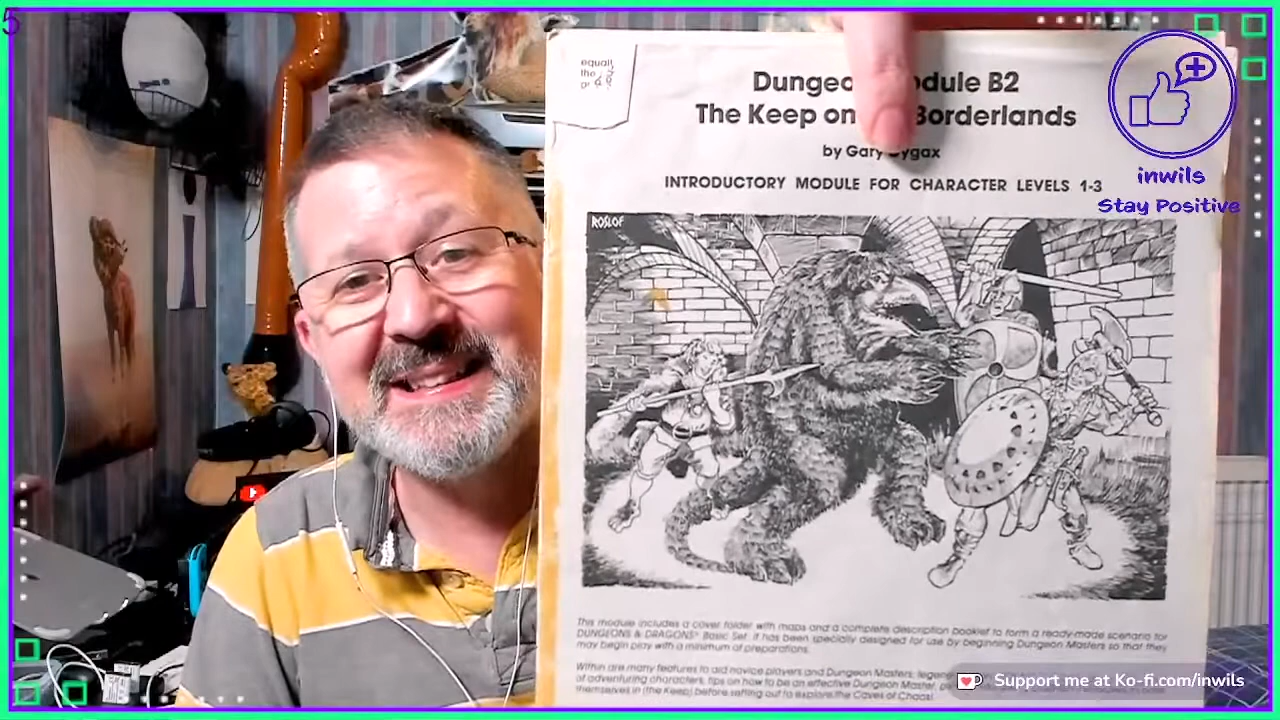 5
equall
the
Dungeo odule B2
The Keep on Borderlands
by Gary ygax
INTRODUCTORY MODULE FOR CHARACTER LEVELS 1-3
ROSLOF
inwils
Stay Positive
This module includes a cover folder with maps and a complete description booklet to form a ready-made scenario for
DUNGEONS & DRAGONS® Basic Set. It has been specially designed for use by beginning Dungeon Masters so that they
may begin play with a minimum of preparations.
Within are many features to aid novice players and Dungeon Masters: legen
of adventuring characters, tips on how to be an effective Dungeon Master, pl
themselves in (the Keep) before setting out to explore the Caves of Chaos!
Support me at Ko-fi.com/inwils